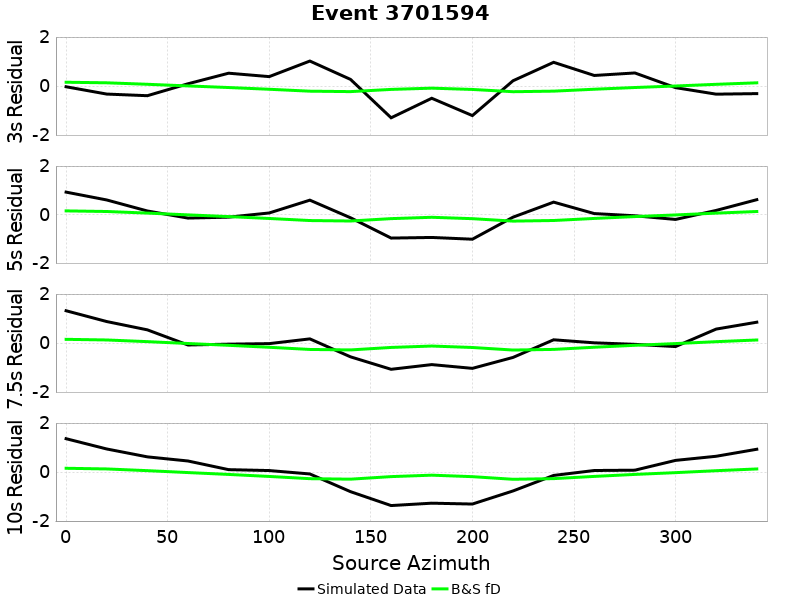 Event 3701594
3s Residual
2
0
-2
5s Residual
2
0
-2
7.5s Residual
2
0
-2
10s Residual
2
0
-2
0 50 100 150 200 250 300
Source Azimuth
Simulated Data B&S fD